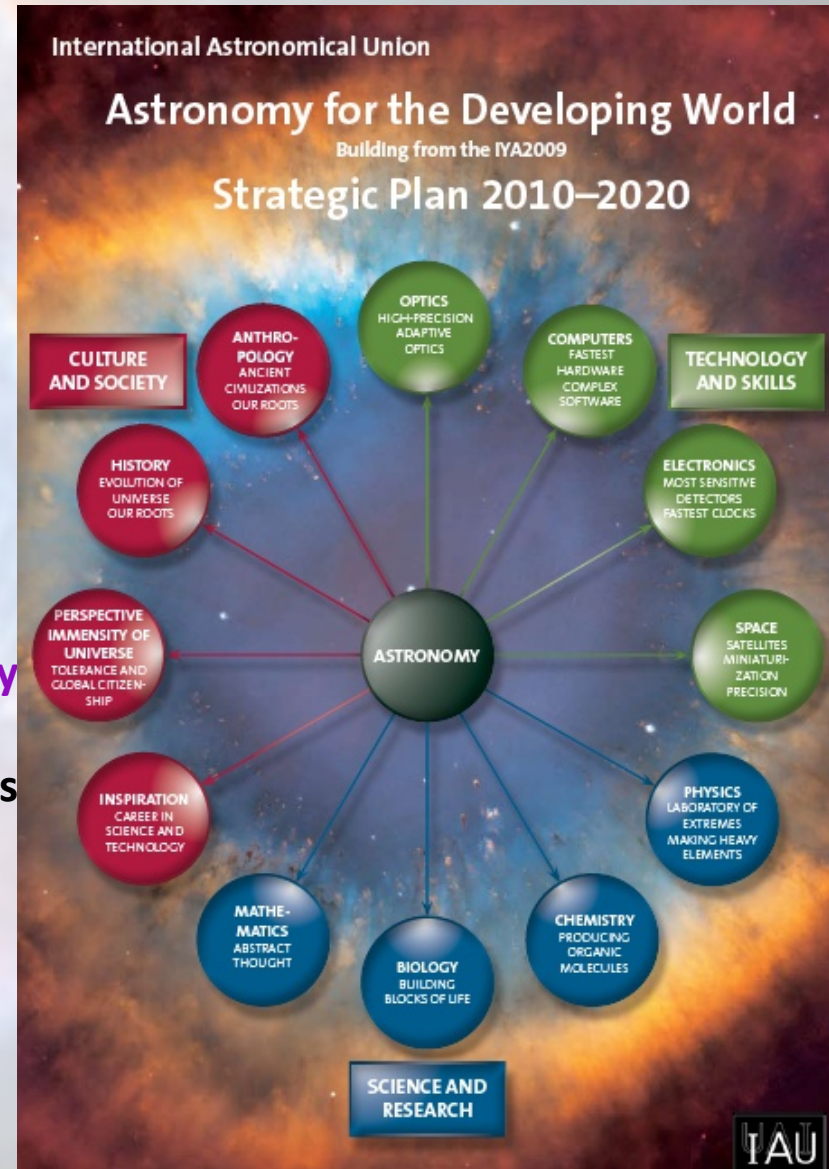 International Astronomical Union
Astronomy for the Developing World
Building from the IYA2009
Strategic Plan 2010–2020
OPTICS
HIGH-PRECISION
ADAPTIVE
OPTICS
ANTHRO-
POLOGY
ANCIENT
CIVILIZATIONS
OUR ROOTS
COMPUTERS
FASTEST
HARDWARE
COMPLEX
SOFTWARE
CULTURE
AND SOCIETY
TECHNOLOGY
AND SKILLS
HISTORY
EVOLUTION OF
UNIVERSE
OUR ROOTS
ELECTRONICS
MOST SENSITIVE
DETECTORS
FASTEST CLOCKS
PERSPECTIVE
IMMENSITY OF
UNIVERSE
TOLERANCE AND
GLOBAL CITIZEN-
SHIP
ASTRONOMY
SPACE
SATELLITES
MINIATURI-
ZATION
PRECISION
y
s
INSPIRATION
CAREER IN
SCIENCE AND
TECHNOLOGY
PHYSICS
LABORATORY OF
EXTREMES
MAKING HEAVY
ELEMENTS
MATHE-
MATICS
ABSTRACT
THOUGHT
BIOLOGY
BUILDING
BLOCKS OF LIFE
CHEMISTRY
PRODUCING
ORGANIC
MOLECULES
SCIENCE AND
RESEARCH
IAU